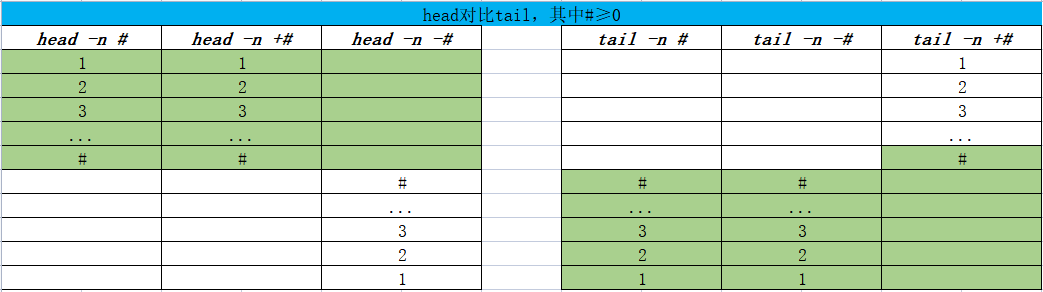 head对比tail，其中#≥0
head -n # head -n +# head -n -# tail -n # tail -n -# tail -n +#
1 1 1
2 2 2
3 3 3
... ... ...
# # #
# # #
... ... ...
3 3 3
2 2 2
1 1 1